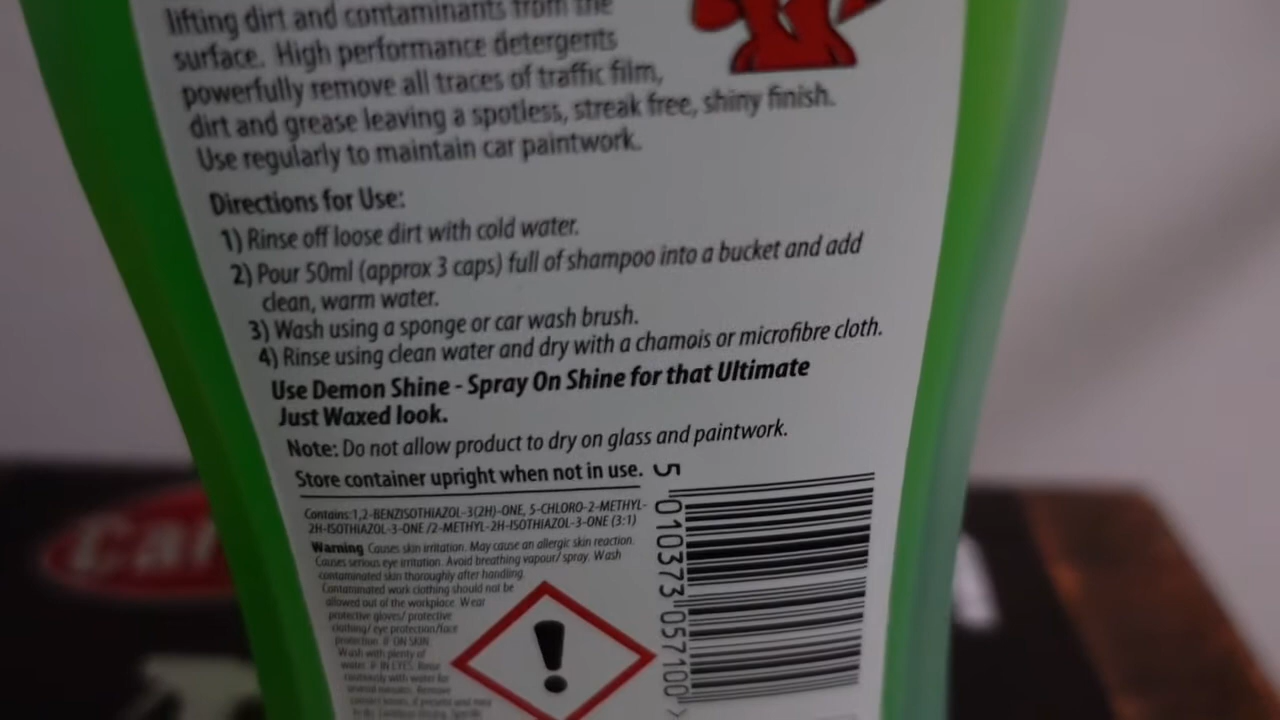 lifting dirt and contaminants from the
surface. High performance detergents
powerfully remove all traces of traffic film,
dirt and grease leaving a spotless, streak free, shiny finish.
Use regularly to maintain car paintwork.
Directions for Use:
1) Rinse off loose dirt with cold water.
2) Pour 50ml (approx 3 caps) full of shampoo into a bucket and add
clean, warm water.
3) Wash using a sponge or car wash brush.
4) Rinse using clean water and dry with a chamois or microfibre cloth.
Use Demon Shine - Spray On Shine for that Ultimate
Just Waxed look.
Note: Do not allow product to dry on glass and paintwork.
Store container upright when not in use.
Contains:1,2-BENZISOTHIAZOL-3(2H)-ONE, 5-CHLORO-2-METHYL-
2H-ISOTHIAZOL-3-ONE /2-METHYL-2H-ISOTHIAZOL-3-ONE (3:1)
Warning Causes skin irritation. May cause an allergic skin reaction.
Causes serious eye irritation. Avoid breathing vapour/ spray. Wash
contaminated skin thoroughly after handling.
Contaminated work clothing should not be
allowed out of the workplace. Wear
protective gloves/ protective
clothing/ eye protection/face
protection. IF ON SKIN:
Wash with plenty of
water. IF IN EYES: Rinse
cautiously with water for
several minutes. Remove
contact lenses, if present and
5 010373 057100 >
Car